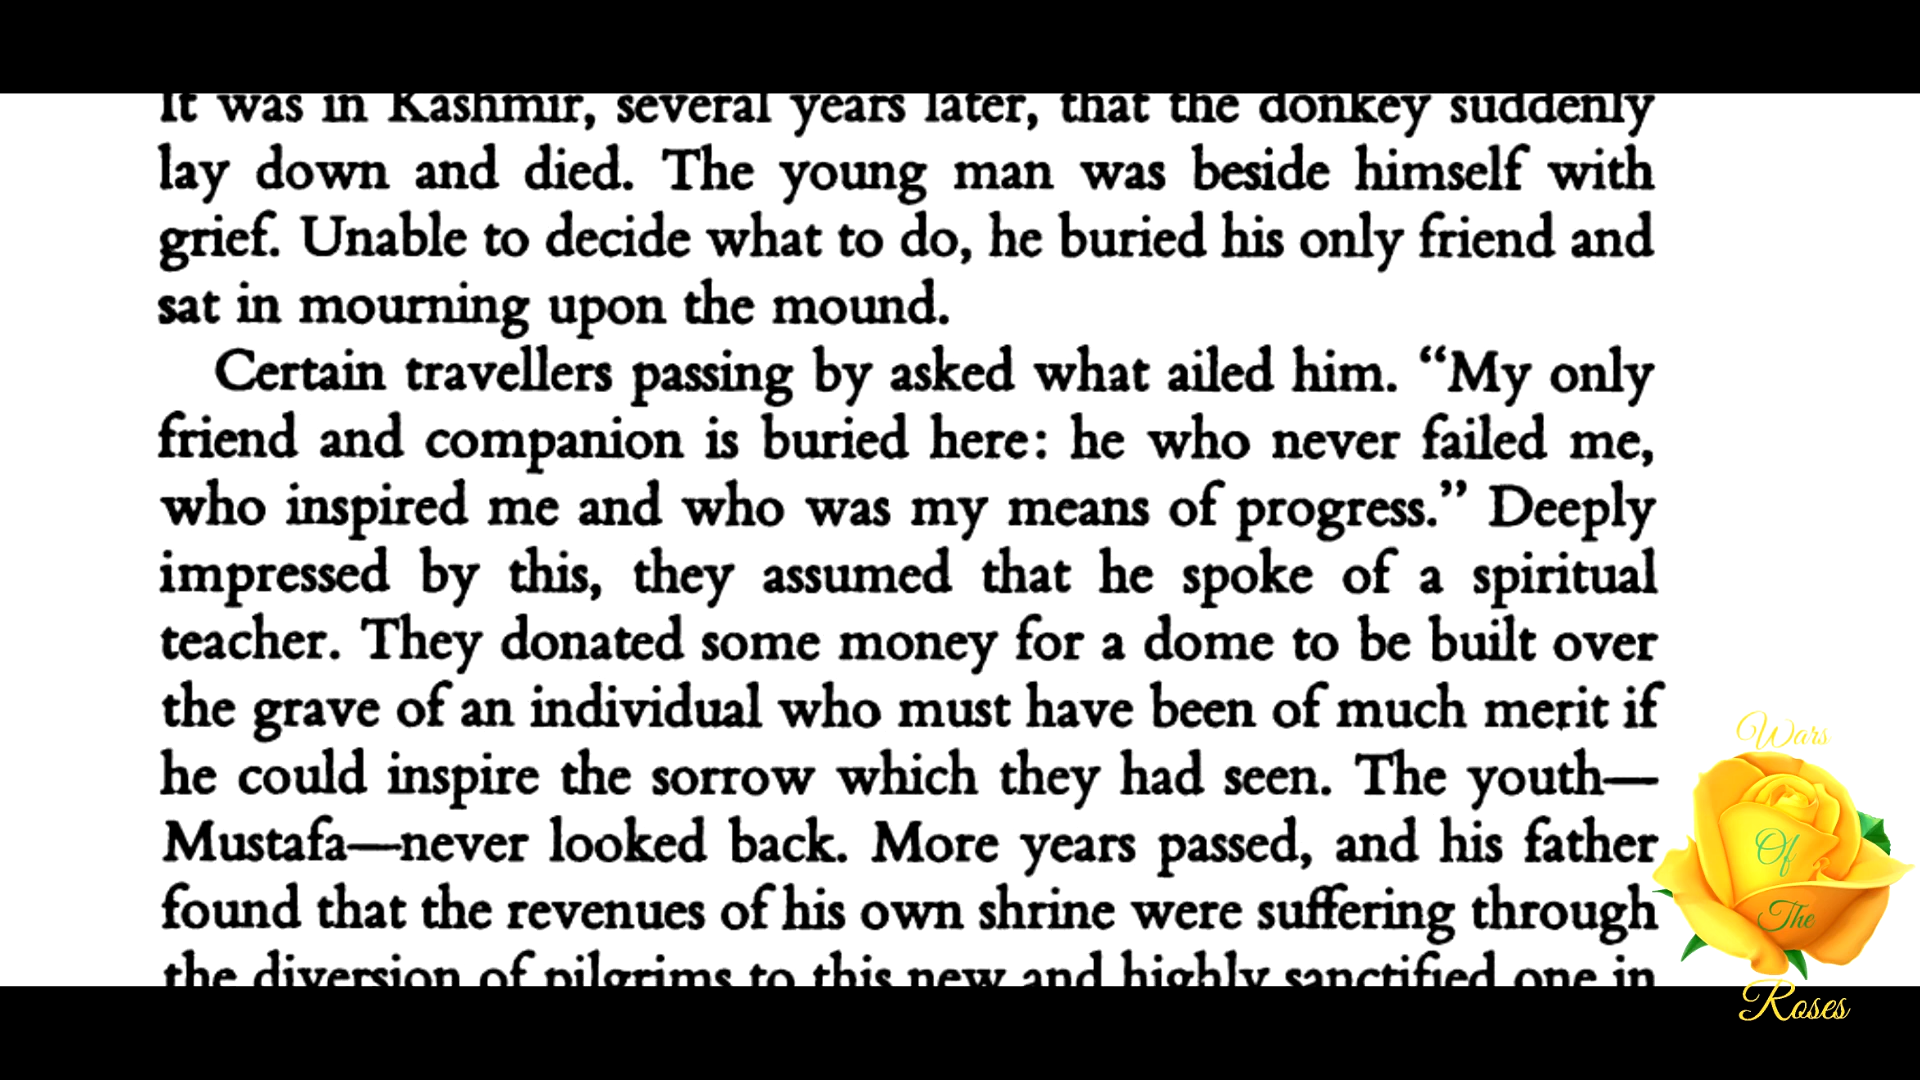 It was in Kashmir, several years later, that the donkey suddenly
lay down and died. The young man was beside himself with
grief. Unable to decide what to do, he buried his only friend and
sat in mourning upon the mound.
Certain travellers passing by asked what ailed him. “My only
friend and companion is buried here: he who never failed me,
who inspired me and who was my means of progress.” Deeply
impressed by this, they assumed that he spoke of a spiritual
teacher. They donated some money for a dome to be built over
the grave of an individual who must have been of much merit if
he could inspire the sorrow which they had seen. The youth—
Mustafa—never looked back. More years passed, and his father
found that the revenues of his own shrine were suffering through
the diversion of pilgrims to this new and highly sanctified one in
Wars
Of
The
Roses